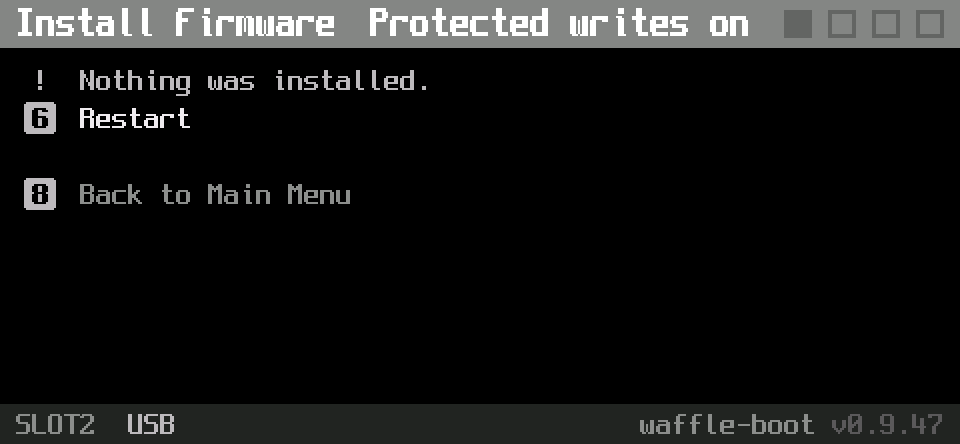 Install Firmware Protected writes on
! Nothing was installed.
6 Restart
8 Back to Main Menu
SLOT2 USB waffle-boot v0.9.47